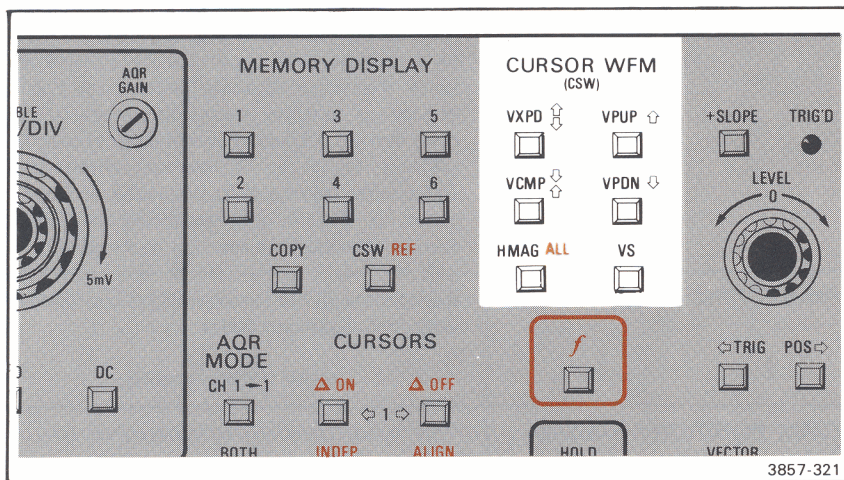 AQR
GAIN
BLE
/DIV
5mV
DC
MEMORY DISPLAY
1 3 5
2 4 6
COPY CSW REF
AQR
MODE
CH 1 → 1
BOTH
CURSORS
△ ON △ OFF
⇦ 1 ⇨
INDEP ALIGN
CURSOR WFM
(CSW)
VXPD ⇧⇩ VPUP ⇧
VCMP ⇩⇧ VPDN ⇩
HMAG ALL VS
f
HOLD
+SLOPE TRIG'D
LEVEL
0
⇦TRIG POS⇨
VECTOR
3857-321